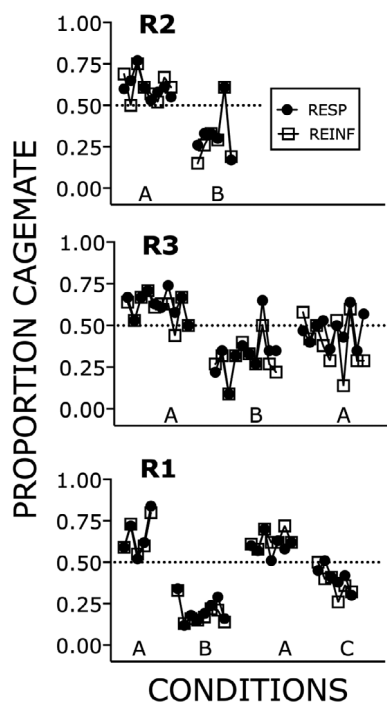 R2
1.00
0.75
0.50
0.25
0.00
RESP
REINF
A B
R3
1.00
0.75
0.50
0.25
0.00
A B A
R1
1.00
0.75
0.50
0.25
0.00
A B A C
PROPORTION CAGEMATE
CONDITIONS